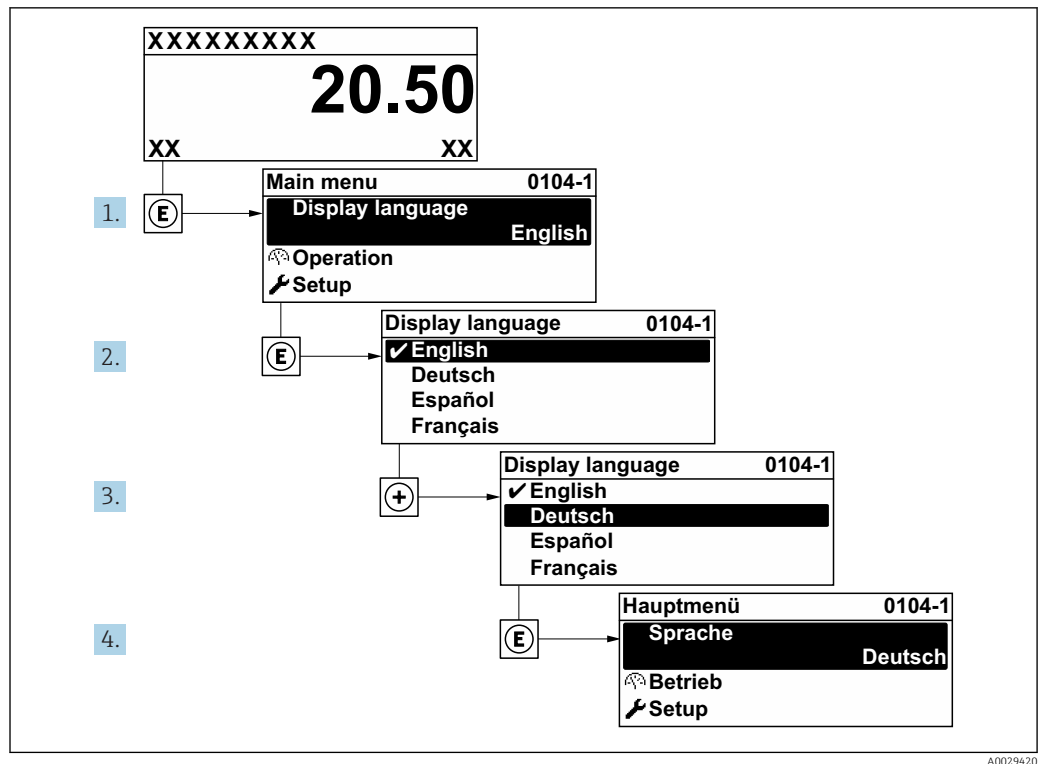 XXXXXXXXX
20.50
XX XX
1. E Main menu 0104-1
Display language
English
Operation
Setup
2. E Display language 0104-1
✔ English
Deutsch
Español
Français
3. + Display language 0104-1
✔ English
Deutsch
Español
Français
4. E Hauptmenü 0104-1
Sprache
Deutsch
Betrieb
Setup
A0029420